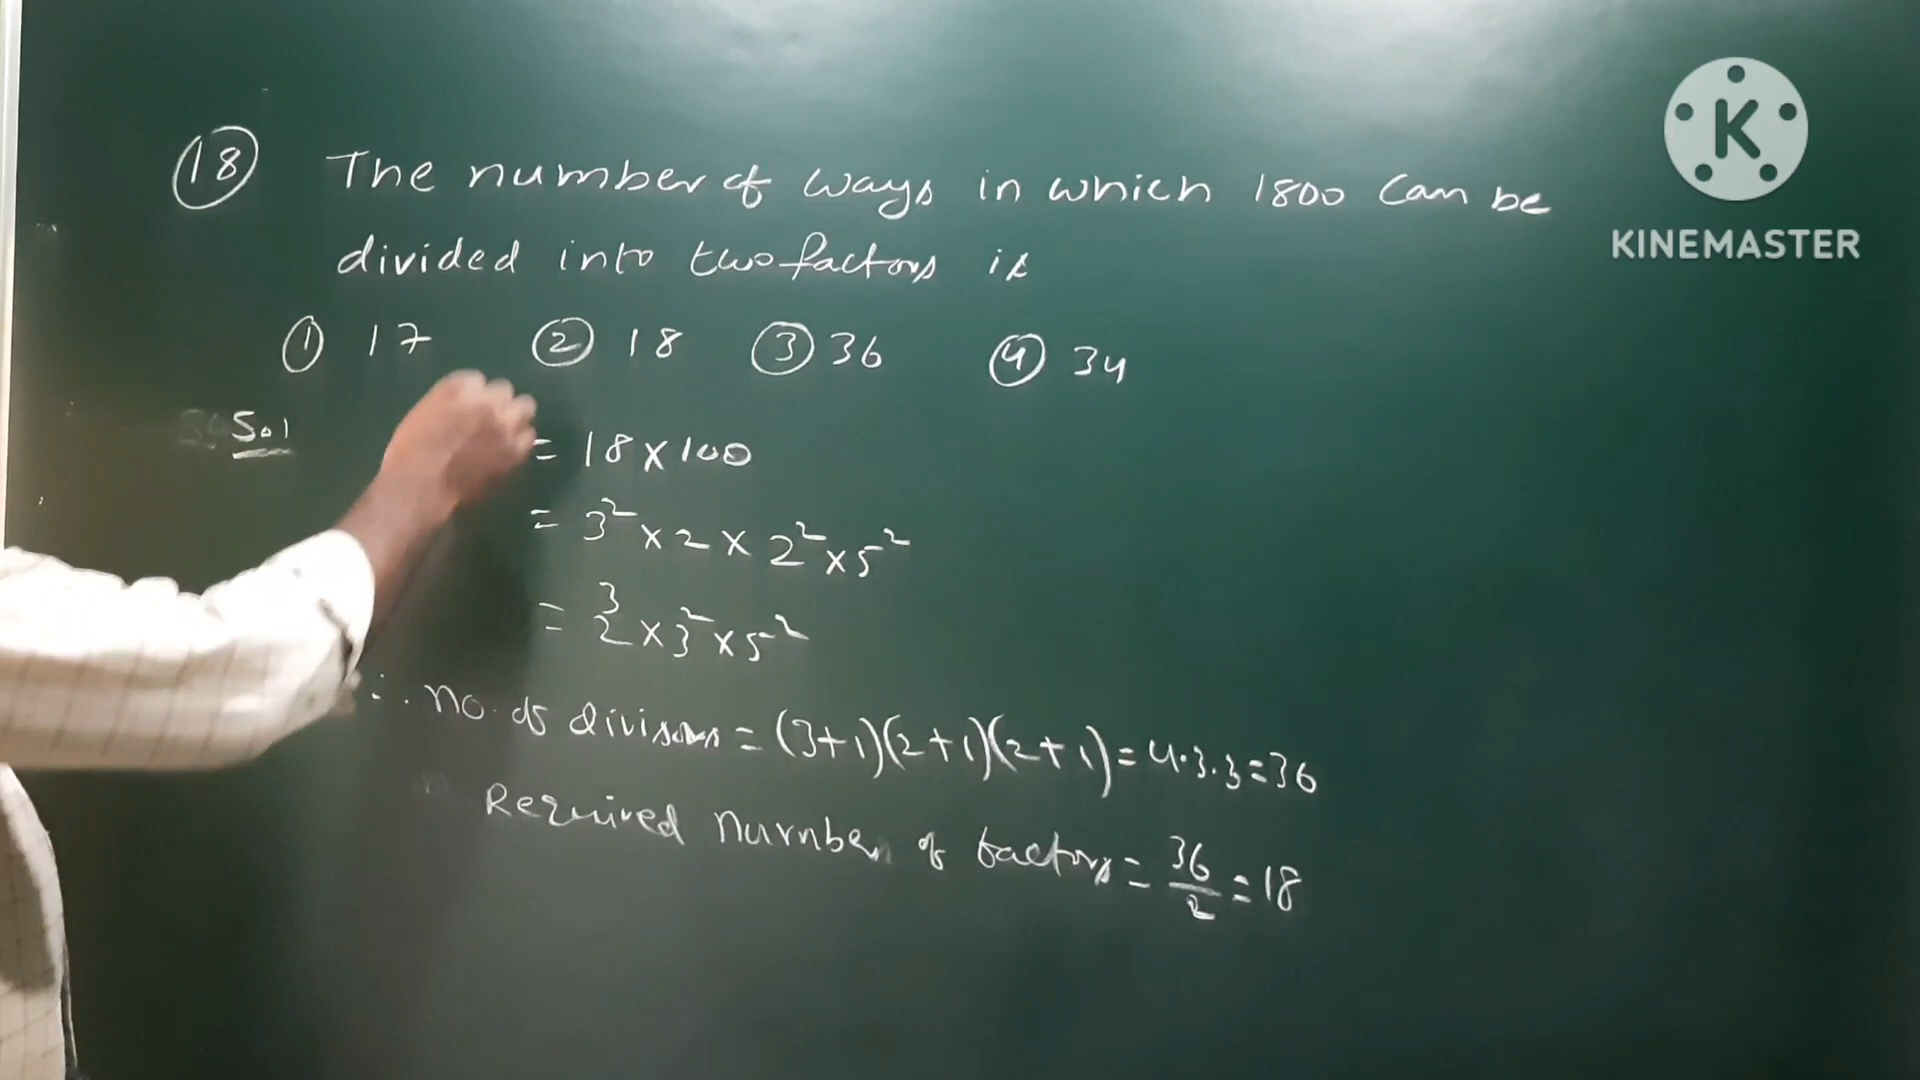 18 The number of ways in which 1800 can be
divided into two factors is
1 17 2 18 3 36 4 34
Sol
= 18 x 100
= 3² x 2 x 2² x 5²
= 2³ x 3² x 5²
∴ no. of divisors = (3+1)(2+1)(2+1) = 4.3.3 = 36
Required number of factors = 36/2 = 18
K
KINEMASTER